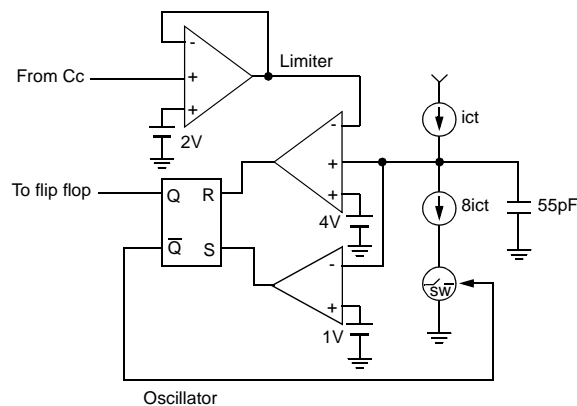 -
Limiter
From Cc
+
+
2V
ict
-
+
+
To flip flop
Q
R
4V
8ict
55pF
Q̅
S
-
+
sw
1V
Oscillator